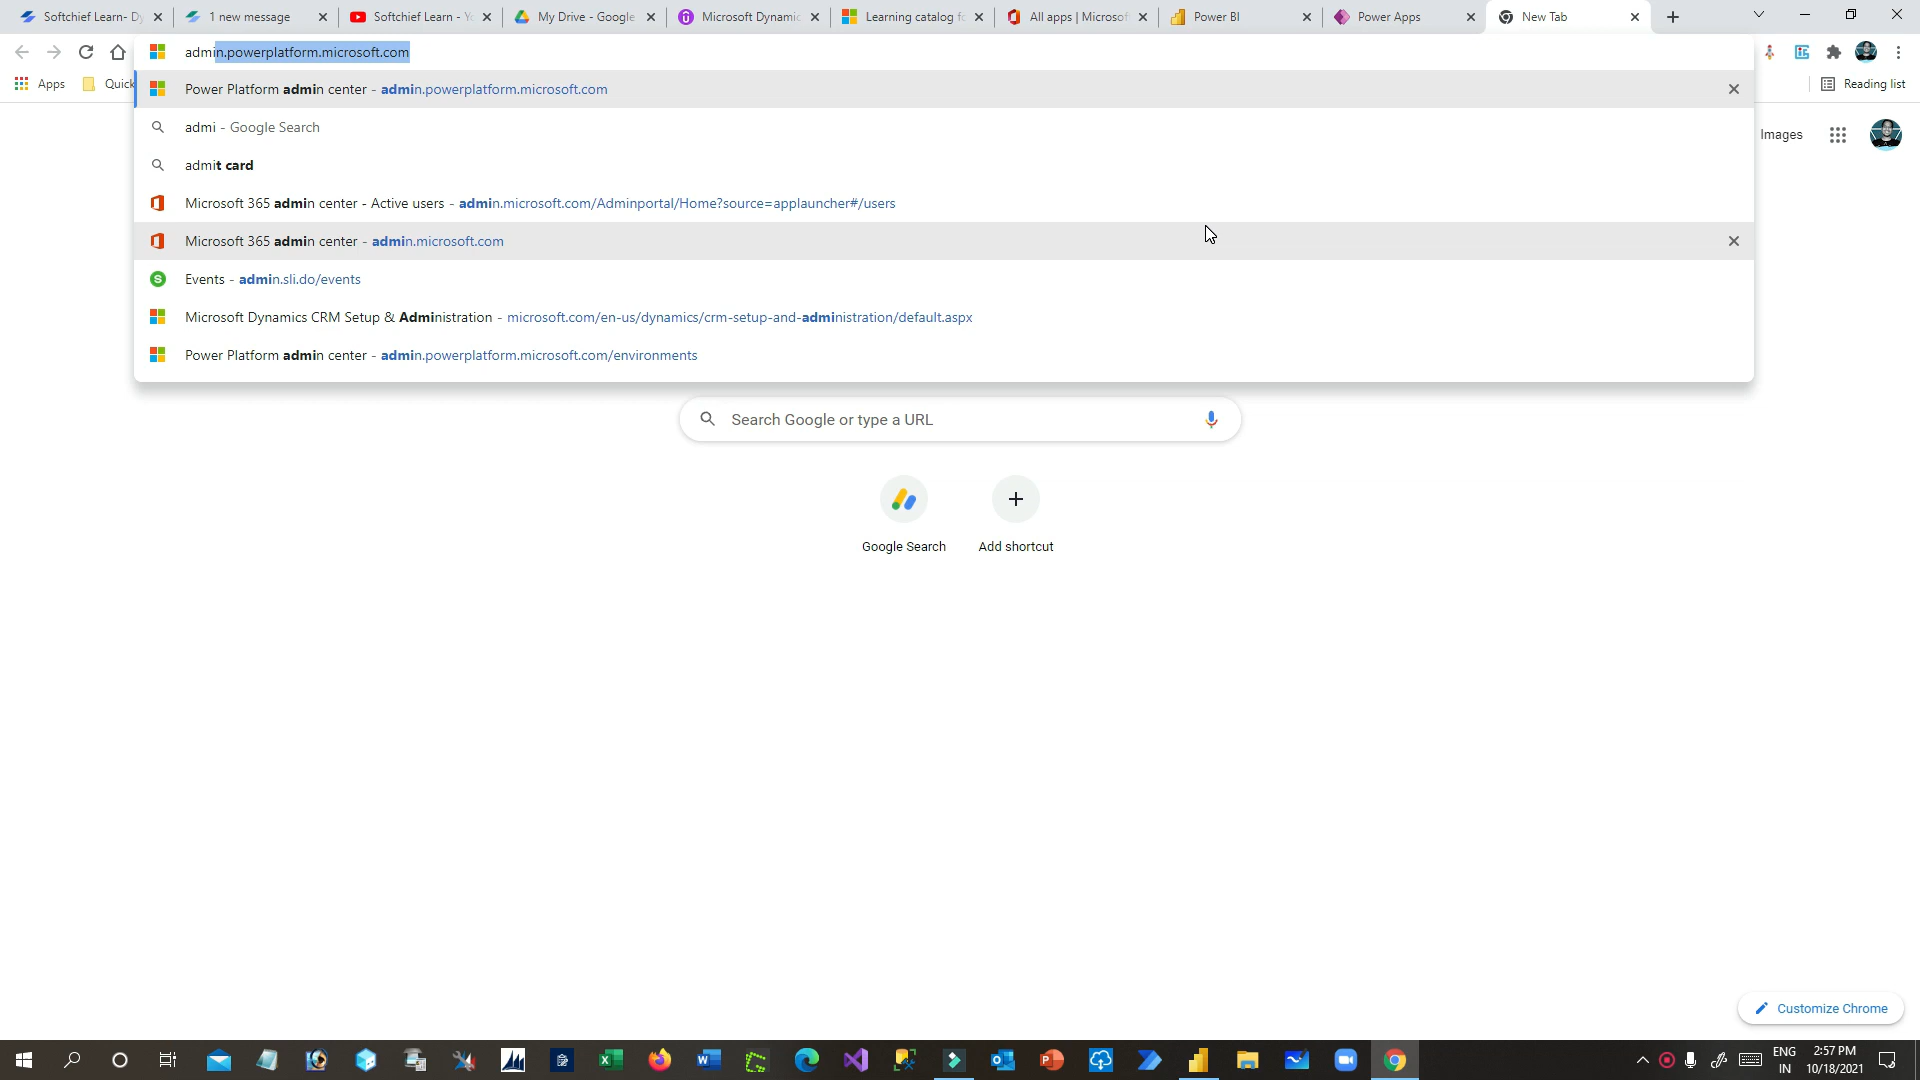 Softchief Learn- Dy
1 new message
Softchief Learn - Yo
My Drive - Google
Microsoft Dynamic
Learning catalog fo
All apps | Microsof
Power BI
Power Apps
New Tab
admin.powerplatform.microsoft.com
Apps
Quick
Reading list
Power Platform admin center - admin.powerplatform.microsoft.com
admi - Google Search
Images
admit card
Microsoft 365 admin center - Active users - admin.microsoft.com/Adminportal/Home?source=applauncher#/users
Microsoft 365 admin center - admin.microsoft.com
Events - admin.sli.do/events
Microsoft Dynamics CRM Setup & Administration - microsoft.com/en-us/dynamics/crm-setup-and-administration/default.aspx
Power Platform admin center - admin.powerplatform.microsoft.com/environments
Search Google or type a URL
Google Search
Add shortcut
Customize Chrome
ENG
IN
2:57 PM
10/18/2021